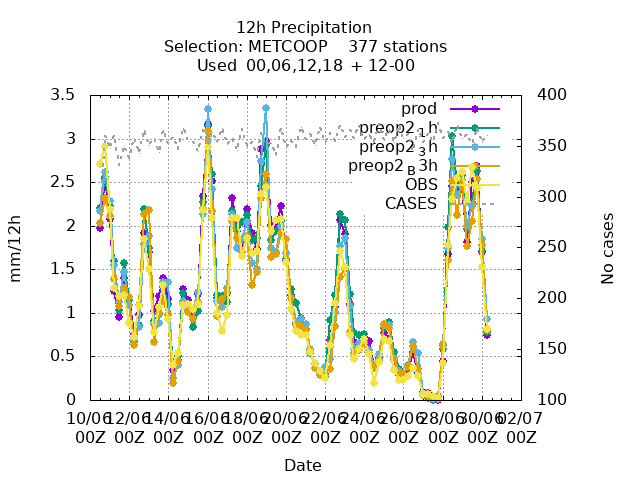 12h Precipitation
Selection: METCOOP 377 stations
Used 00,06,12,18 + 12-00
3.5 400
prod
preop2_1h
3 350
preop2_3h
preop2_B3h
2.5 300
OBS
CASES
2 250
mm/12h
No cases
1.5 200
1
0.5 150
0 100
10/06 12/06 14/06 16/06 18/06 20/06 22/06 24/06 26/06 28/06 30/06 02/07
00Z 00Z 00Z 00Z 00Z 00Z 00Z 00Z 00Z 00Z 00Z 00Z
Date